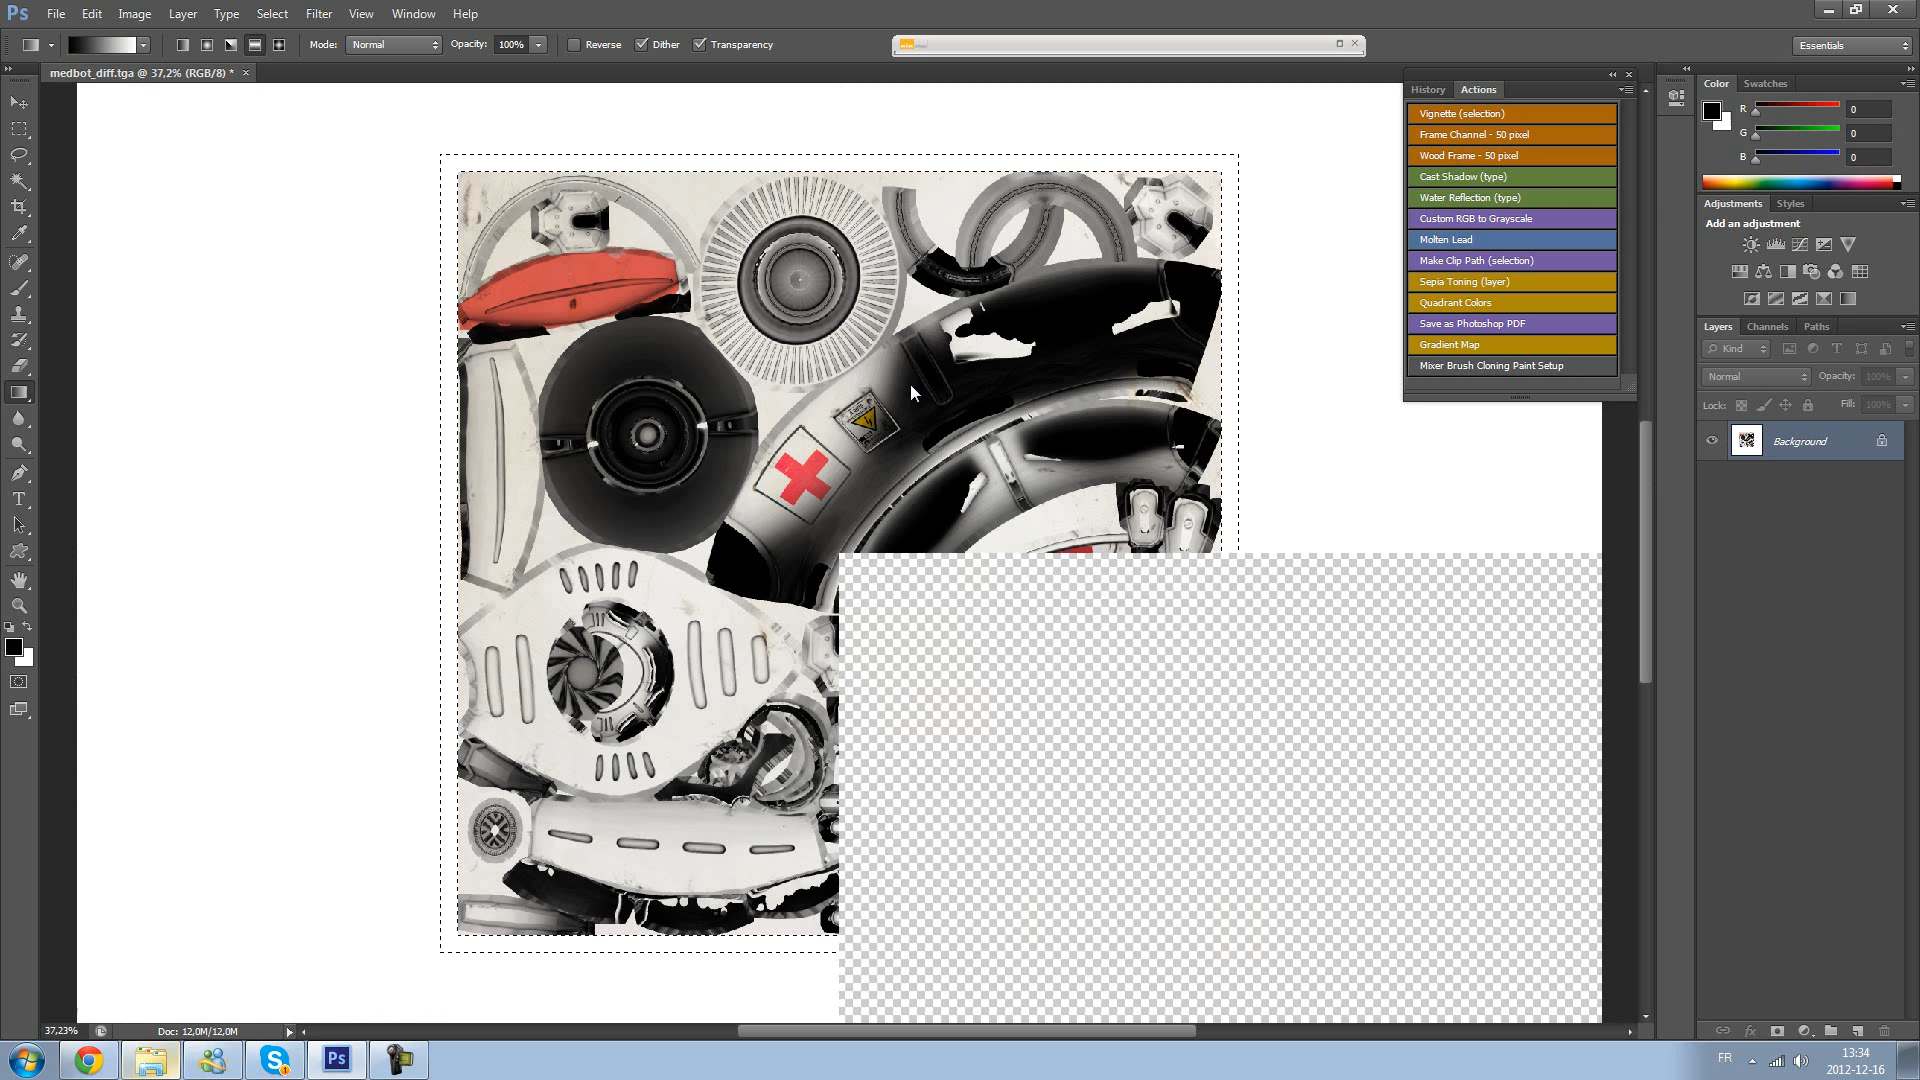 Ps File Edit Image Layer Type Select Filter View Window Help
Mode: Normal Opacity: 100% Reverse Dither Transparency Essentials
medbot_diff.tga @ 37,2% (RGB/8) * ×
History Actions
Vignette (selection)
Frame Channel - 50 pixel
Wood Frame - 50 pixel
Cast Shadow (type)
Water Reflection (type)
Custom RGB to Grayscale
Molten Lead
Make Clip Path (selection)
Sepia Toning (layer)
Quadrant Colors
Save as Photoshop PDF
Gradient Map
Mixer Brush Cloning Paint Setup
Color Swatches
R 0
G 0
B 0
Adjustments Styles
Add an adjustment
Layers Channels Paths
Kind
Normal Opacity: 100%
Lock: Fill: 100%
Background
37,23% Doc: 12,0M/12,0M
Ps
FR 13:34
2012-12-16